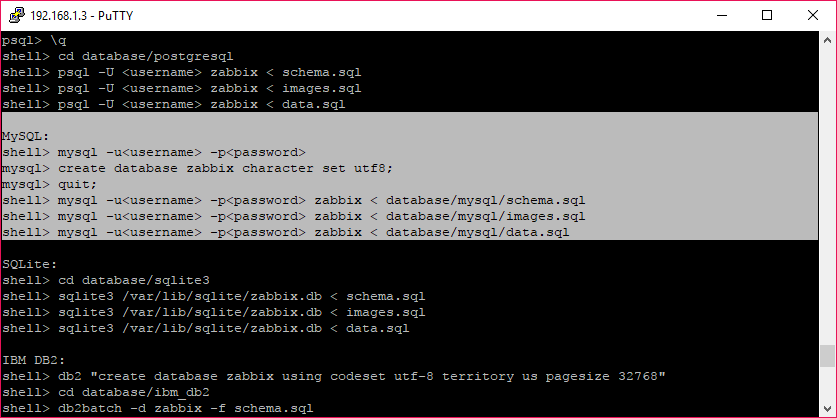 192.168.1.3 - PuTTY
psql> \q
shell> cd database/postgresql
shell> psql -U <username> zabbix < schema.sql
shell> psql -U <username> zabbix < images.sql
shell> psql -U <username> zabbix < data.sql
MySQL:
shell> mysql -u<username> -p<password>
mysql> create database zabbix character set utf8;
mysql> quit;
shell> mysql -u<username> -p<password> zabbix < database/mysql/schema.sql
shell> mysql -u<username> -p<password> zabbix < database/mysql/images.sql
shell> mysql -u<username> -p<password> zabbix < database/mysql/data.sql
SQLite:
shell> cd database/sqlite3
shell> sqlite3 /var/lib/sqlite/zabbix.db < schema.sql
shell> sqlite3 /var/lib/sqlite/zabbix.db < images.sql
shell> sqlite3 /var/lib/sqlite/zabbix.db < data.sql
IBM DB2:
shell> db2 "create database zabbix using codeset utf-8 territory us pagesize 32768"
shell> cd database/ibm_db2
shell> db2batch -d zabbix -f schema.sql